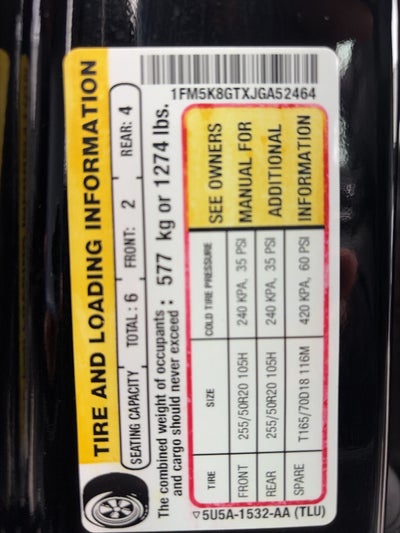 TIRE AND LOADING INFORMATION
SEATING CAPACITY TOTAL : 6 FRONT: 2 REAR: 4
The combined weight of occupants : 577 kg or 1274 lbs.
and cargo should never exceed
TIRE SIZE COLD TIRE PRESSURE SEE OWNERS
FRONT 255/50R20 105H 240 KPA, 35 PSI MANUAL FOR
REAR 255/50R20 105H 240 KPA, 35 PSI ADDITIONAL
SPARE T165/70D18 116M 420 KPA, 60 PSI INFORMATION
▽5U5A-1532-AA (TLU)
1FM5K8GTXJGA52464